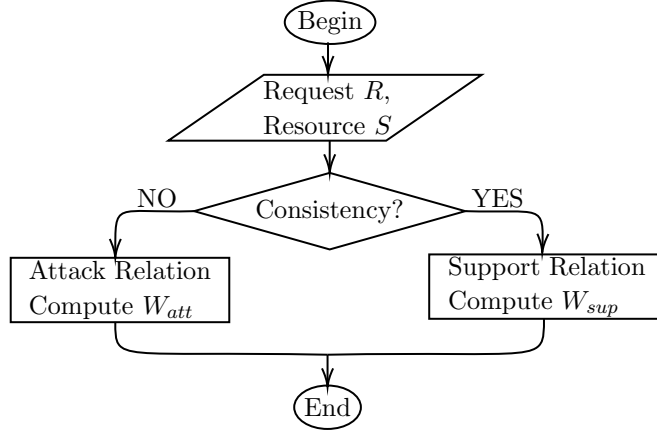 Begin
Request R,
Resource S
NO
YES
Consistency?
Attack Relation
Compute W_att
Support Relation
Compute W_sup
End